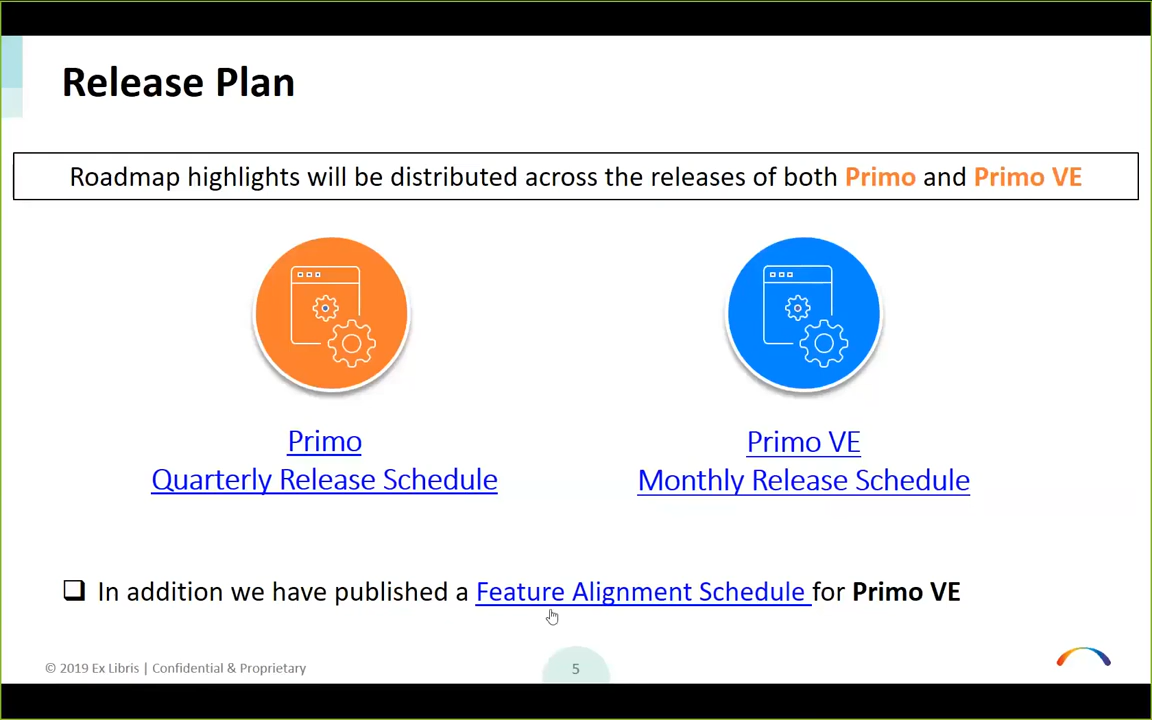 Release Plan
Roadmap highlights will be distributed across the releases of both Primo and Primo VE
Primo
Quarterly Release Schedule
Primo VE
Monthly Release Schedule
In addition we have published a Feature Alignment Schedule for Primo VE
© 2019 Ex Libris | Confidential & Proprietary
5